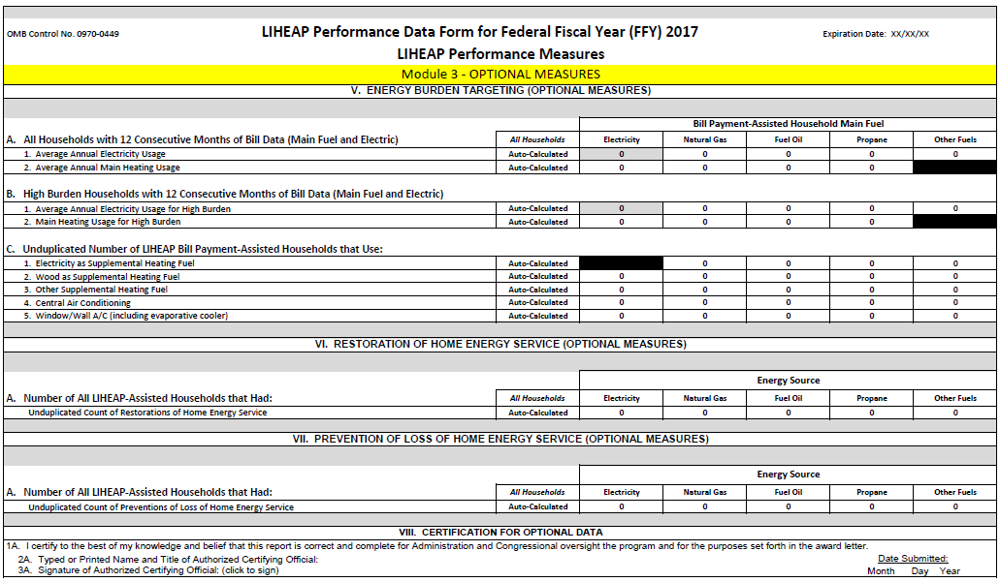 OMB Control No. 0970-0449 LIHEAP Performance Data Form for Federal Fiscal Year (FFY) 2017 Expiration Date: XX/XX/XX
LIHEAP Performance Measures
Module 3 - OPTIONAL MEASURES
V. ENERGY BURDEN TARGETING (OPTIONAL MEASURES)
Bill Payment-Assisted Household Main Fuel
A. All Households with 12 Consecutive Months of Bill Data (Main Fuel and Electric) All Households Electricity Natural Gas Fuel Oil Propane Other Fuels
1. Average Annual Electricity Usage Auto-Calculated 0 0 0 0 0
2. Average Annual Main Heating Usage Auto-Calculated 0 0 0 0
B. High Burden Households with 12 Consecutive Months of Bill Data (Main Fuel and Electric)
1. Average Annual Electricity Usage for High Burden Auto-Calculated 0 0 0 0 0
2. Main Heating Usage for High Burden Auto-Calculated 0 0 0 0
C. Unduplicated Number of LIHEAP Bill Payment-Assisted Households that Use:
1. Electricity as Supplemental Heating Fuel Auto-Calculated 0 0 0 0
2. Wood as Supplemental Heating Fuel Auto-Calculated 0 0 0 0 0
3. Other Supplemental Heating Fuel Auto-Calculated 0 0 0 0 0
4. Central Air Conditioning Auto-Calculated 0 0 0 0 0
5. Window/Wall A/C (including evaporative cooler) Auto-Calculated 0 0 0 0 0
VI. RESTORATION OF HOME ENERGY SERVICE (OPTIONAL MEASURES)
Energy Source
A. Number of All LIHEAP-Assisted Households that Had: All Households Electricity Natural Gas Fuel Oil Propane Other Fuels
Unduplicated Count of Restorations of Home Energy Service Auto-Calculated 0 0 0 0 0
VII. PREVENTION OF LOSS OF HOME ENERGY SERVICE (OPTIONAL MEASURES)
Energy Source
A. Number of All LIHEAP-Assisted Households that Had: All Households Electricity Natural Gas Fuel Oil Propane Other Fuels
Unduplicated Count of Preventions of Loss of Home Energy Service Auto-Calculated 0 0 0 0 0
VIII. CERTIFICATION FOR OPTIONAL DATA
1A. I certify to the best of my knowledge and belief that this report is correct and complete for Administration and Congressional oversight the program and for the purposes set forth in the award letter.
2A. Typed or Printed Name and Title of Authorized Certifying Official: Date Submitted:
3A. Signature of Authorized Certifying Official: (click to sign) Month Day Year